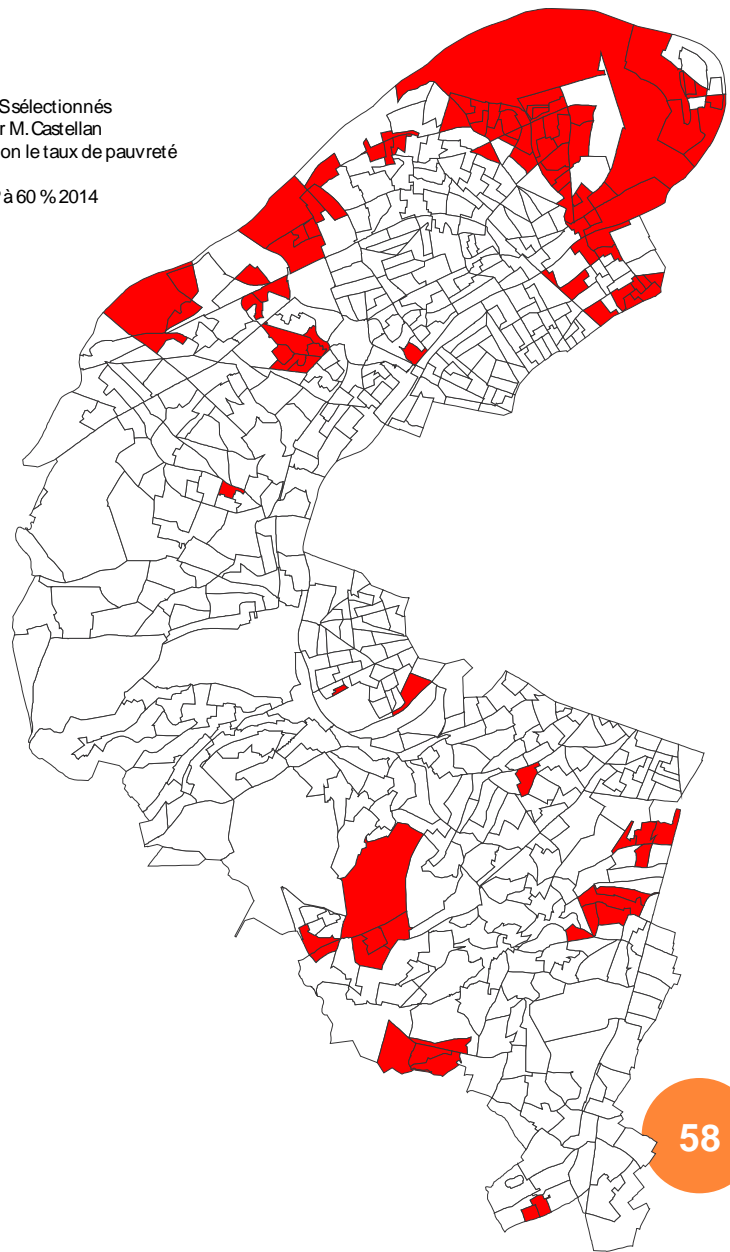 Ssélectionnés
r M. Castellan
on le taux de pauvreté
à 60 % 2014
58